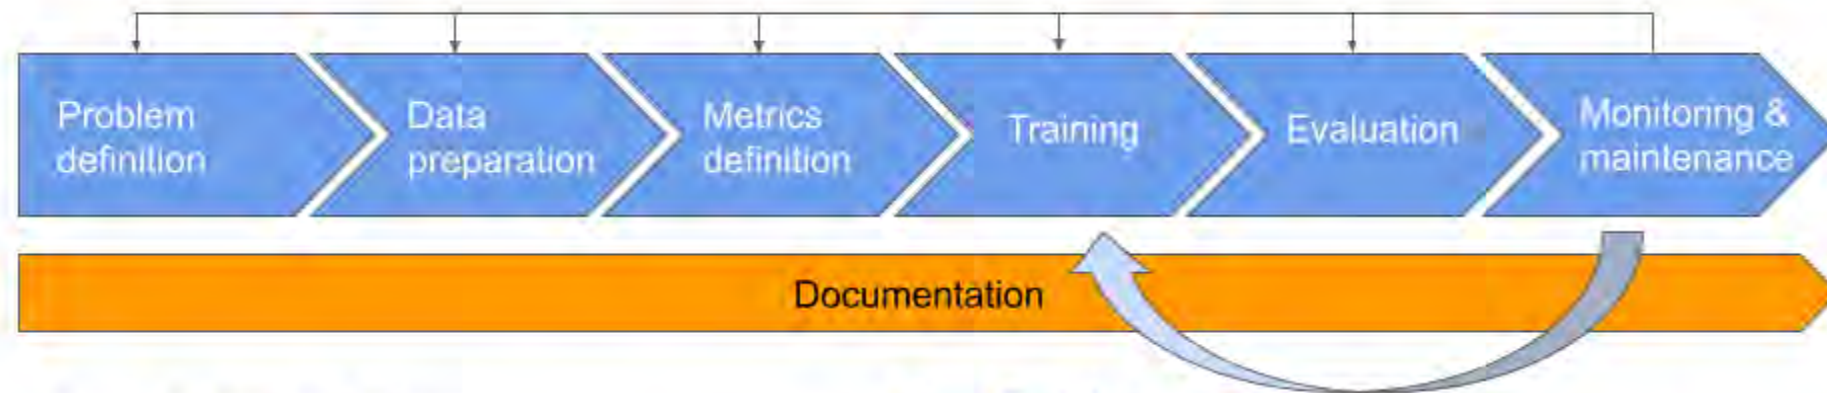 Problem
definition
Data
preparation
Metrics
definition
Training
Evaluation
Monitoring &
maintenance
Documentation